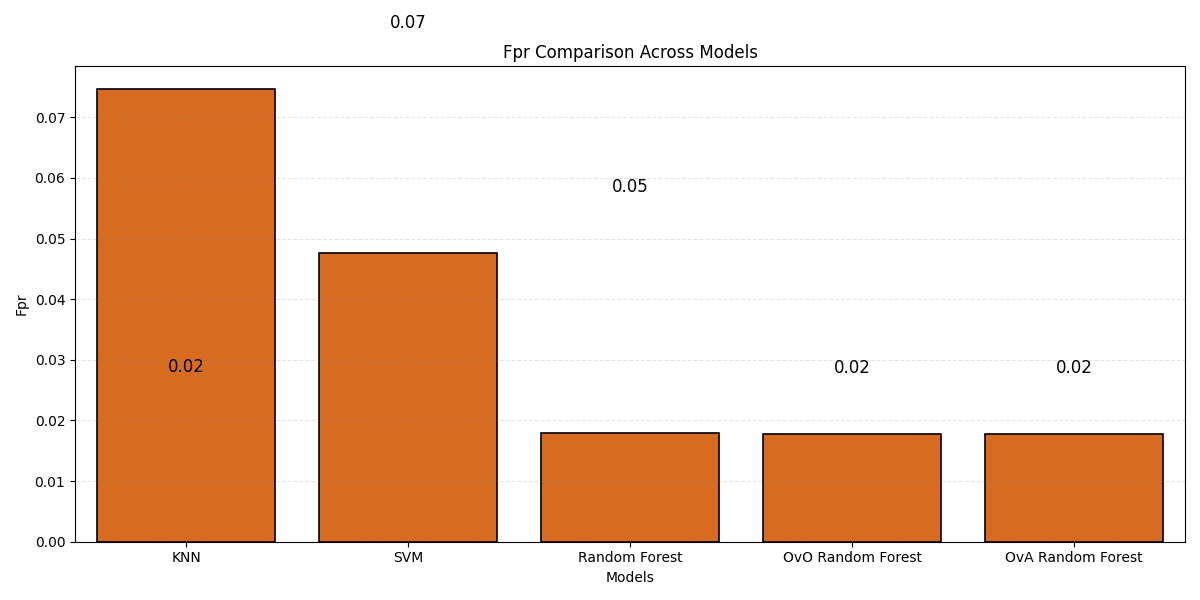 0.07
Fpr Comparison Across Models
0.07
0.06
0.05
0.04
0.03
0.02
0.01
0.00
Fpr
0.05
0.02
0.02
0.02
KNN
SVM
Random Forest
OvO Random Forest
OvA Random Forest
Models